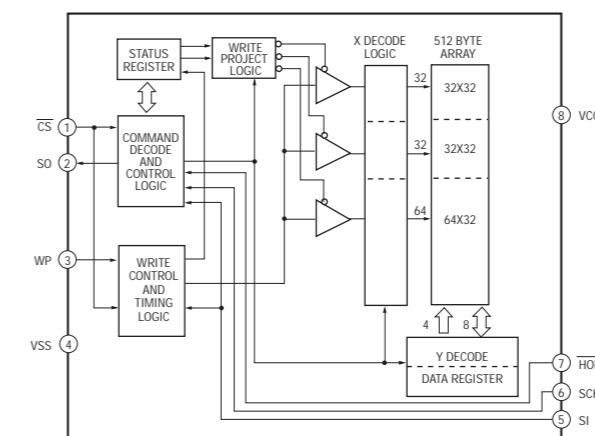 STATUS
REGISTER
WRITE
PROJECT
LOGIC
X DECODE
LOGIC
512 BYTE
ARRAY
32
32X32
32
32X32
64
64X32
CS
1
SO
2
COMMAND
DECODE
AND
CONTROL
LOGIC
8
VCC
WP
3
WRITE
CONTROL
AND
TIMING
LOGIC
VSS
4
4
8
Y DECODE
DATA REGISTER
7
6
5
SI